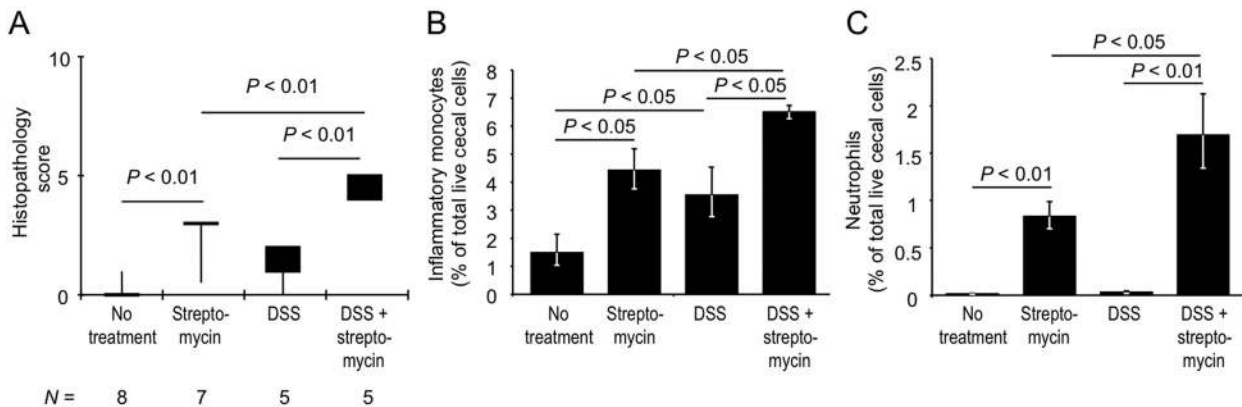 A
Histopathology
score
10
5
0
P < 0.01
P < 0.01
P < 0.01
No
treatment
Strepto-
mycin
DSS
DSS +
strepto-
mycin
N = 8 7 5 5
B
Inflammatory monocytes
(% of total live cecal cells)
8
7
6
5
4
3
2
1
0
P < 0.05
P < 0.05
P < 0.05
P < 0.05
No
treatment
Strepto-
mycin
DSS
DSS +
strepto-
mycin
C
Neutrophils
(% of total live cecal cells)
2.5
2
1.5
1
0.5
0
P < 0.05
P < 0.01
P < 0.01
No
treatment
Strepto-
mycin
DSS
DSS +
strepto-
mycin